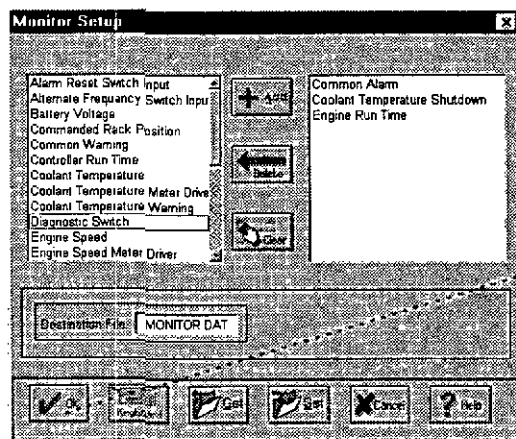 Monitor Setup
Alarm Reset Switch Input
Alternate Frequency Switch Input
Battery Voltage
Commanded Rack Position
Common Warning
Controller Run Time
Coolant Temperature
Coolant Temperature Meter Drive
Coolant Temperature Warning
Diagnostic Switch
Engine Speed
Engine Speed Meter Driver
Add
Delete
Clear
Common Alarm
Coolant Temperature Shutdown
Engine Run Time
Destination File: MONITOR DAT
Ok
Get
Cancel
Help